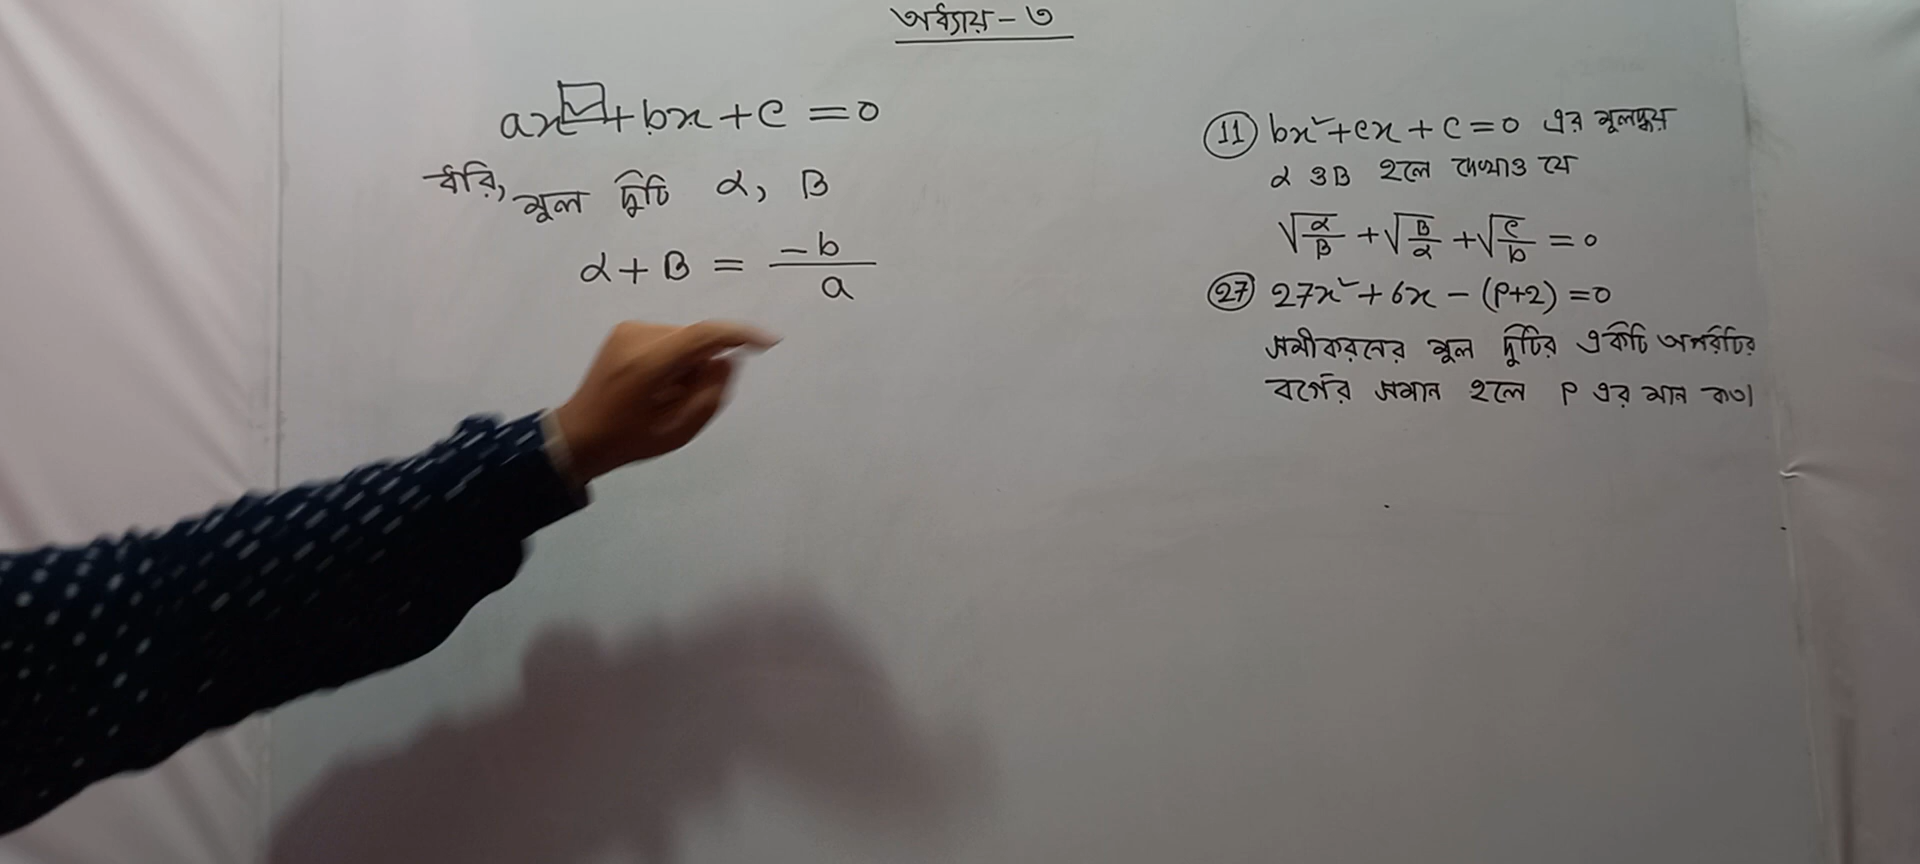 অধ্যায় - ৩
ax² + bx + c = 0
ধরি, মূল দুটি α, β
α + β = -b/a
(11) bx² + cx + c = 0 এর মূলদ্বয়
α ও β হলে দেখাও যে
√(α/β) + √(β/α) + √(c/b) = 0
(27) 27x² + 6x - (P+2) = 0
সমীকরনের মূল দুটির একটি অপরটির
বর্গের সমান হলে P এর মান কত।